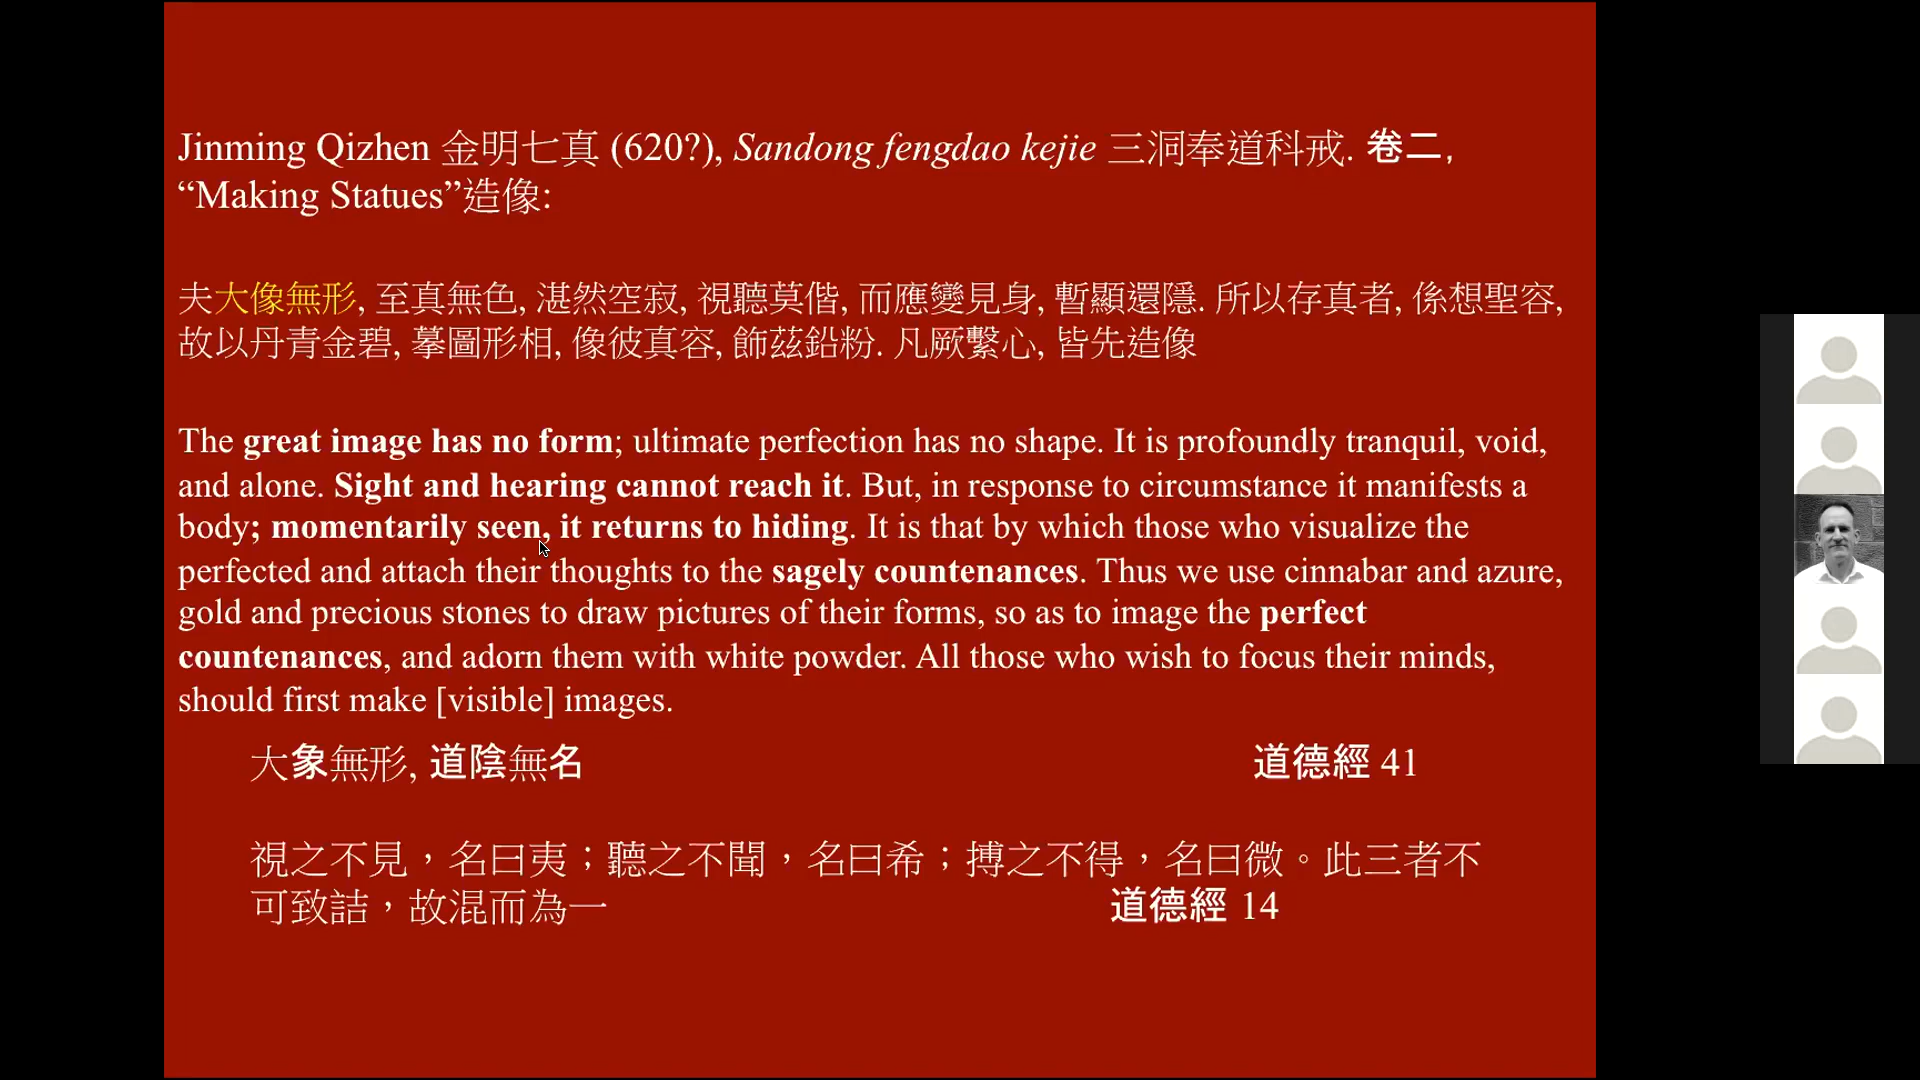 Jinming Qizhen 金明七真 (620?), Sandong fengdao kejie 三洞奉道科戒. 卷二,
“Making Statues”造像:
夫大像無形, 至真無色, 湛然空寂, 視聽莫偕, 而應變見身, 暫顯還隱. 所以存真者, 係想聖容,
故以丹青金碧, 摹圖形相, 像彼真容, 飾茲鉛粉. 凡厥繫心, 皆先造像
The great image has no form; ultimate perfection has no shape. It is profoundly tranquil, void,
and alone. Sight and hearing cannot reach it. But, in response to circumstance it manifests a
body; momentarily seen, it returns to hiding. It is that by which those who visualize the
perfected and attach their thoughts to the sagely countenances. Thus we use cinnabar and azure,
gold and precious stones to draw pictures of their forms, so as to image the perfect
countenances, and adorn them with white powder. All those who wish to focus their minds,
should first make [visible] images.
大象無形, 道陰無名 道德經 41
視之不見，名曰夷；聽之不聞，名曰希；搏之不得，名曰微。此三者不
可致詰，故混而為一 道德經 14